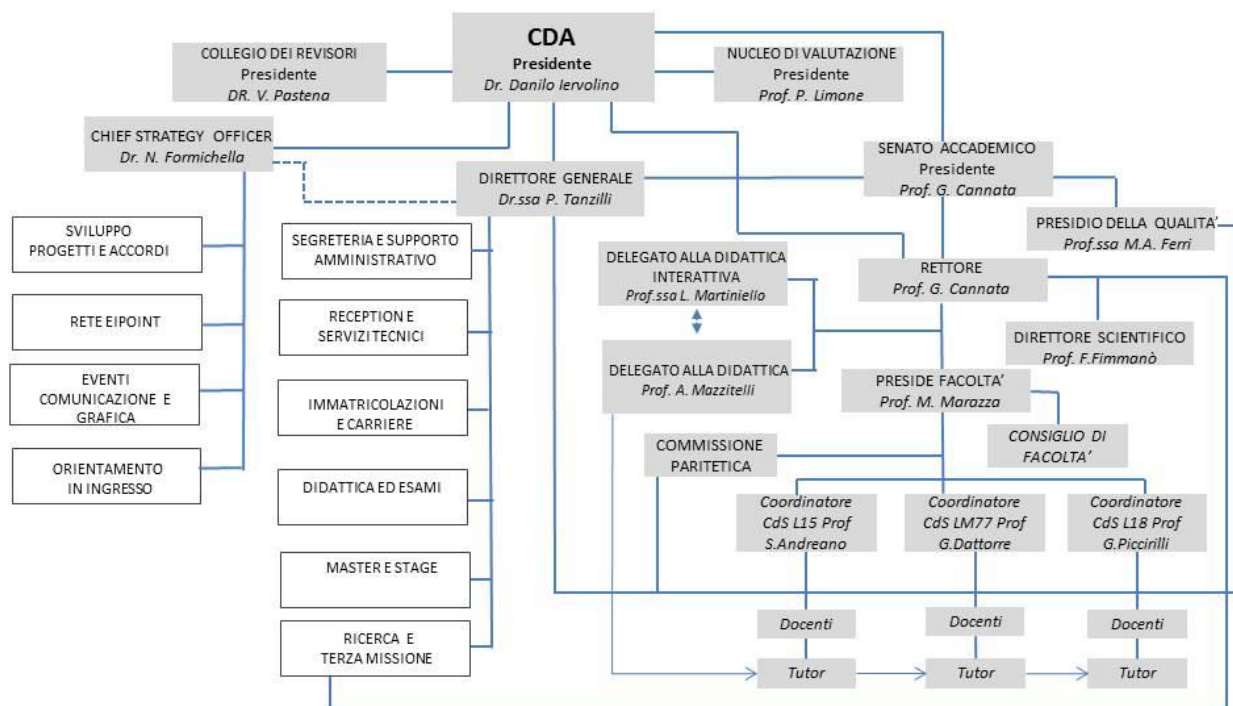 CDA
Presidente
Dr. Danilo Iervolino
COLLEGIO DEI REVISORI
Presidente
DR. V. Pastena
NUCLEO DI VALUTAZIONE
Presidente
Prof. P. Limone
CHIEF STRATEGY OFFICER
Dr. N. Formichella
SENATO ACCADEMICO
Presidente
Prof. G. Cannata
DIRETTORE GENERALE
Dr.ssa P. Tanzilli
PRESIDIO DELLA QUALITA’
Prof.ssa M.A. Ferri
SVILUPPO
PROGETTI E ACCORDI
RETE EIPOINT
EVENTI
COMUNICAZIONE E
GRAFICA
ORIENTAMENTO
IN INGRESSO
SEGRETERIA E SUPPORTO
AMMINISTRATIVO
RECEPTION E
SERVIZI TECNICI
IMMATRICOLAZIONI
E CARRIERE
DIDATTICA ED ESAMI
MASTER E STAGE
RICERCA E
TERZA MISSIONE
DELEGATO ALLA DIDATTICA
INTERATTIVA
Prof.ssa L. Martiniello
RETTORE
Prof. G. Cannata
DIRETTORE SCIENTIFICO
Prof. F.Fimmanò
DELEGATO ALLA DIDATTICA
Prof. A. Mazzitelli
PRESIDE FACOLTA’
Prof. M. Marazza
CONSIGLIO DI
FACOLTA’
COMMISSIONE
PARITETICA
Coordinatore
CdS L15 Prof
S.Andreano
Coordinatore
CdS LM77 Prof
G.Dattorre
Coordinatore
CdS L18 Prof
G.Piccirilli
Docenti
Docenti
Docenti
Tutor
Tutor
Tutor